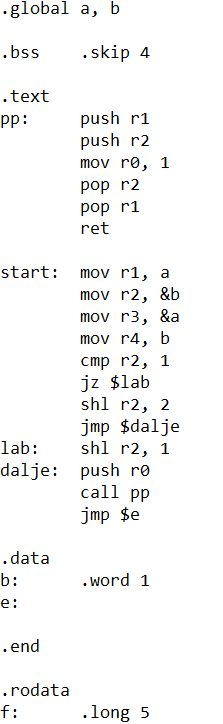 .global a, b
.bss .skip 4
.text
pp: push r1
push r2
mov r0, 1
pop r2
pop r1
ret
start: mov r1, a
mov r2, &b
mov r3, &a
mov r4, b
cmp r2, 1
jz $lab
shl r2, 2
jmp $dalje
lab: shl r2, 1
dalje: push r0
call pp
jmp $e
.data
b: .word 1
e:
.end
.rodata
f: .long 5